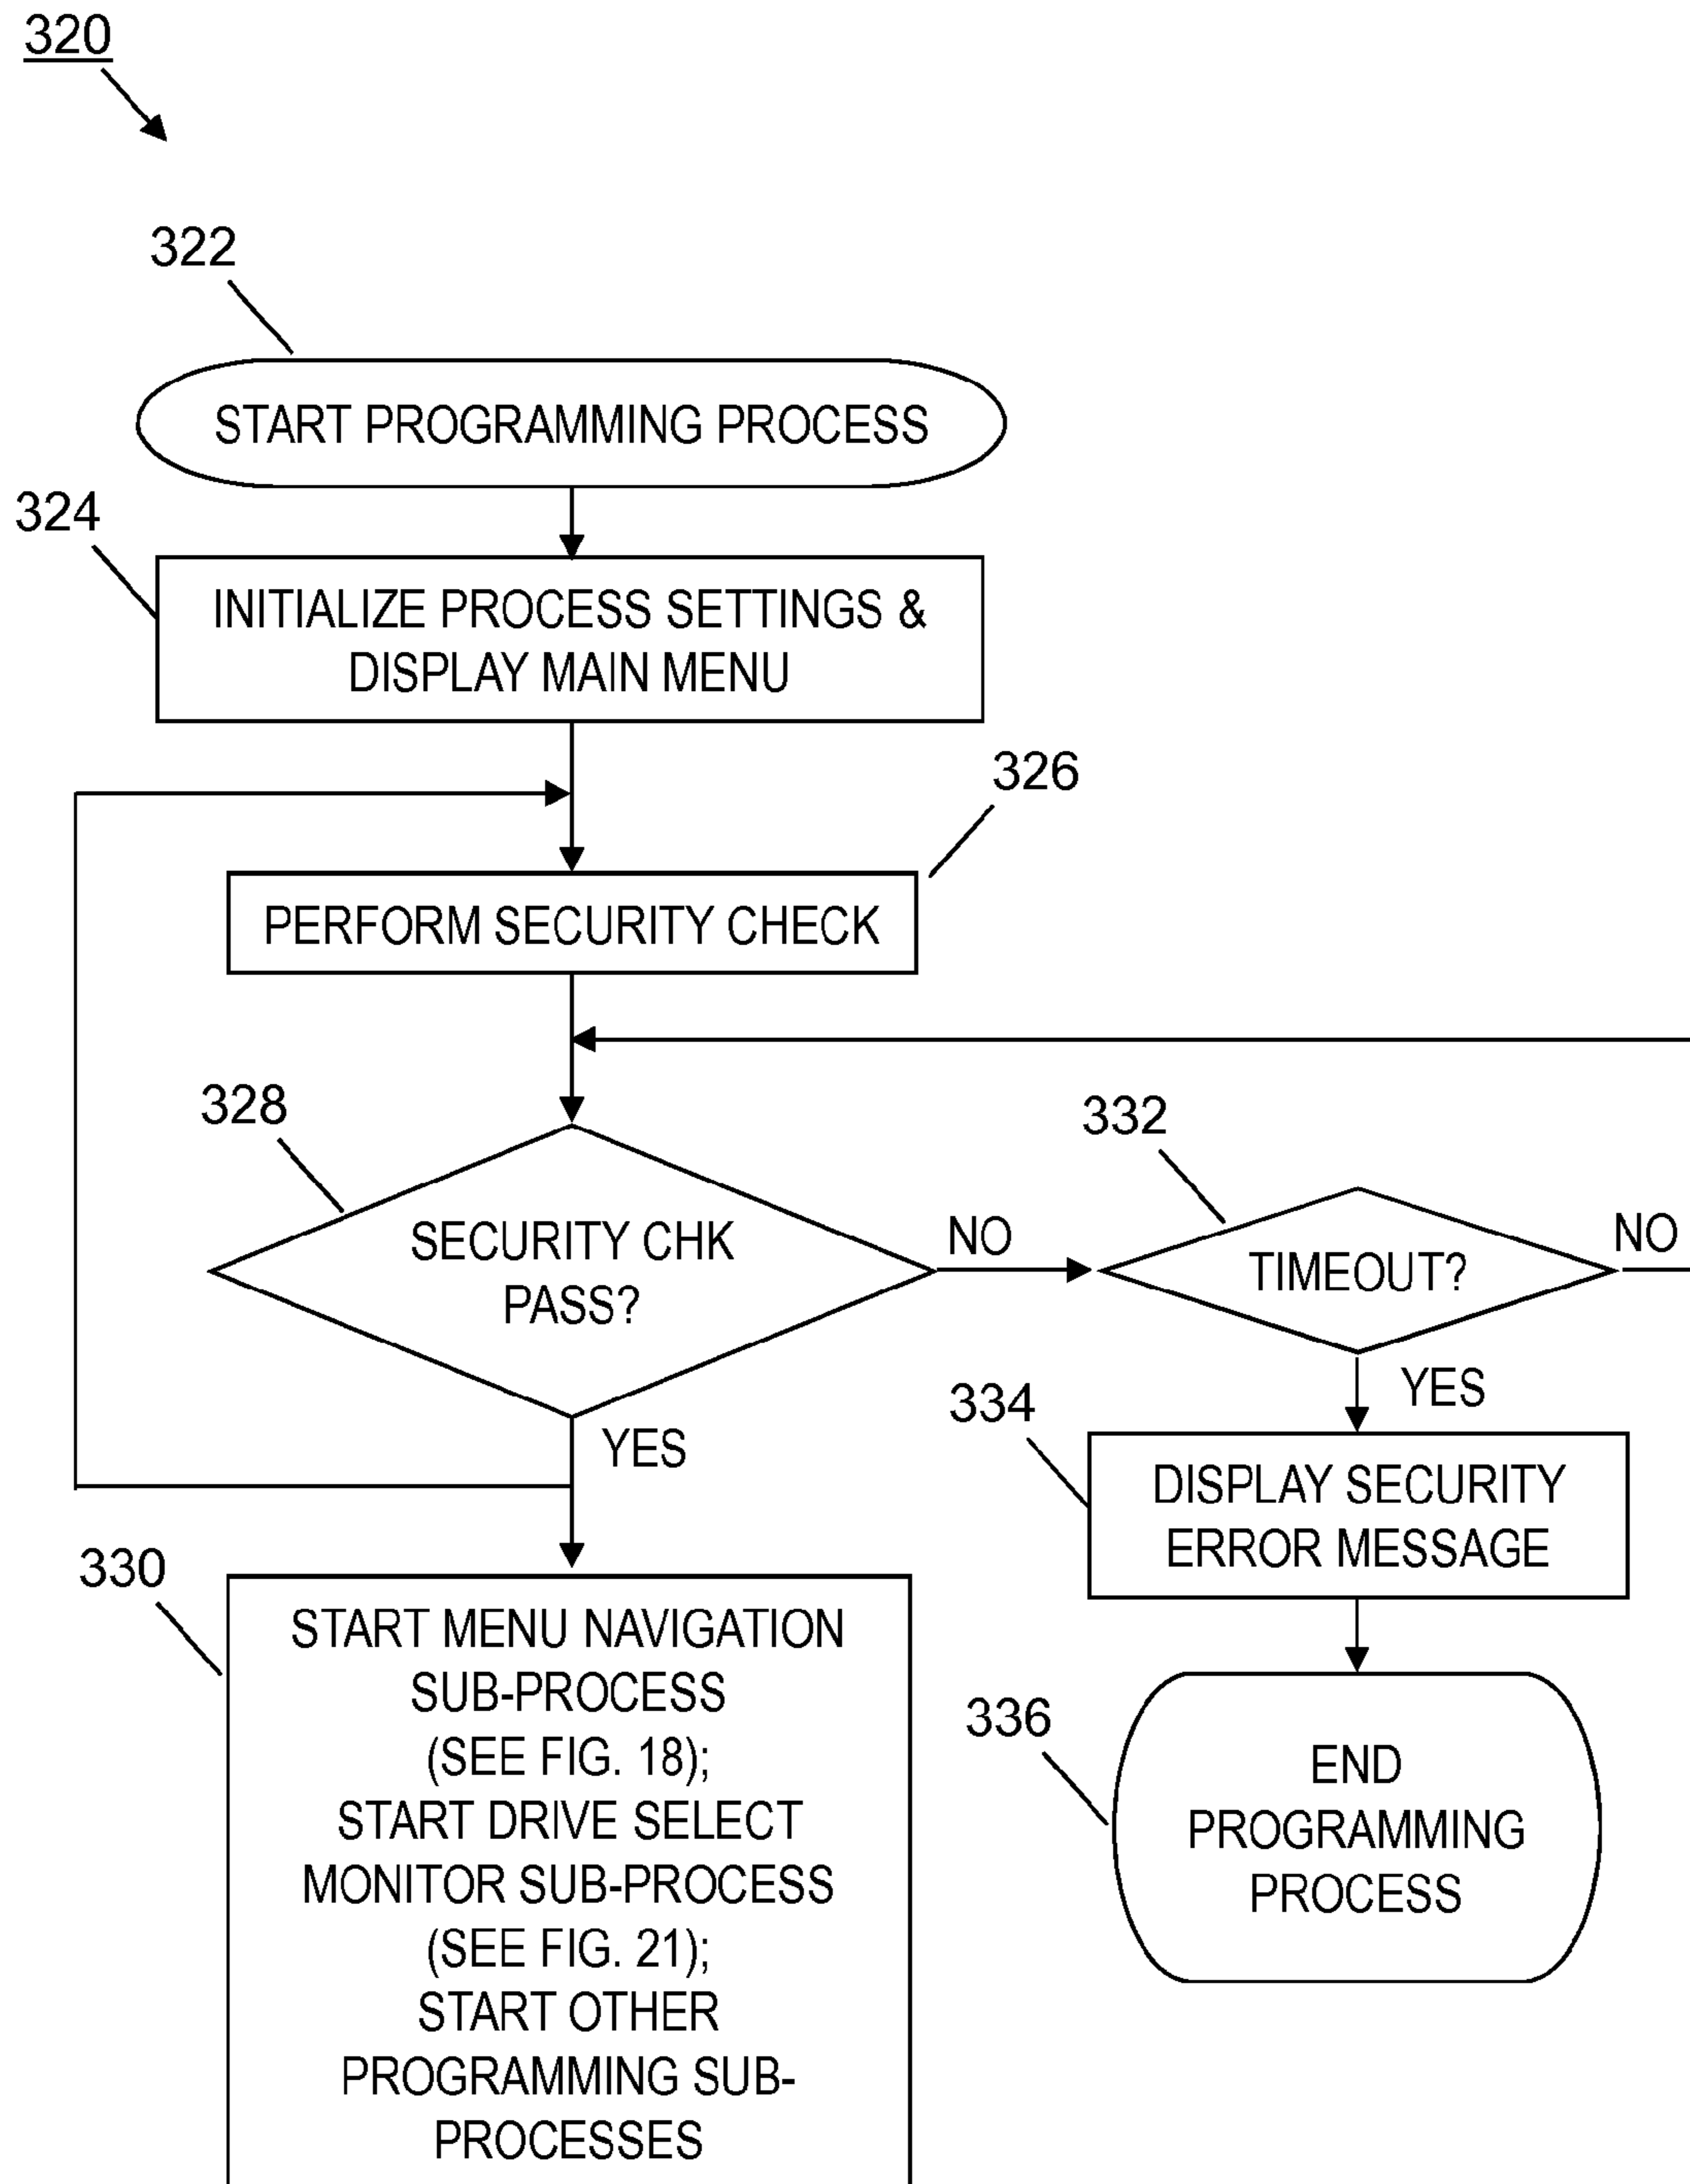 320
322
START PROGRAMMING PROCESS
324
INITIALIZE PROCESS SETTINGS &
DISPLAY MAIN MENU
326
PERFORM SECURITY CHECK
328
SECURITY CHK
PASS?
NO
332
TIMEOUT?
NO
YES
YES
334
DISPLAY SECURITY
ERROR MESSAGE
330
START MENU NAVIGATION
SUB-PROCESS
(SEE FIG. 18);
START DRIVE SELECT
MONITOR SUB-PROCESS
(SEE FIG. 21);
START OTHER
PROGRAMMING SUB-
PROCESSES
336
END
PROGRAMMING
PROCESS